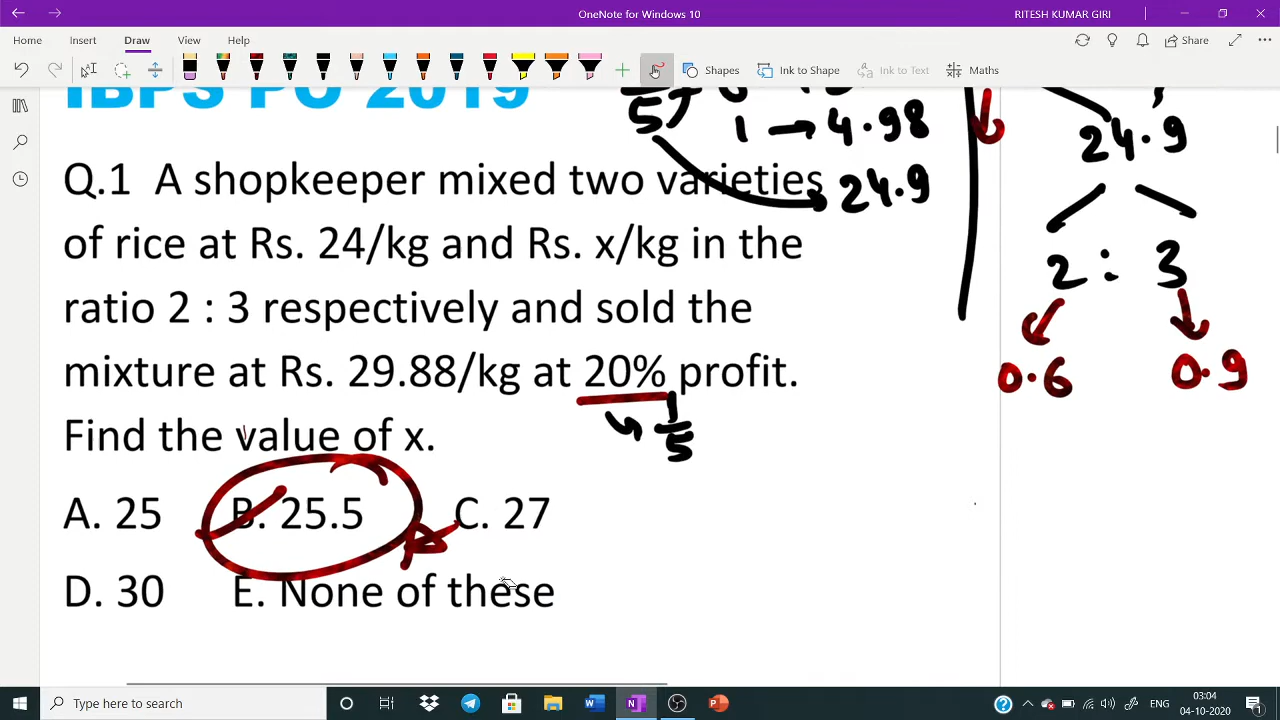 OneNote for Windows 10
RITESH KUMAR GIRI
Home Insert Draw View Help
Share
Shapes Ink to Shape Ink to Text Maths
IBPS PO 2019
5
1 → 4.98
24.9
24.9
2 : 3
0.6 0.9
Q.1 A shopkeeper mixed two varieties
of rice at Rs. 24/kg and Rs. x/kg in the
ratio 2 : 3 respectively and sold the
mixture at Rs. 29.88/kg at 20% profit.
1/5
Find the value of x.
A. 25 B. 25.5 C. 27
D. 30 E. None of these
Type here to search
ENG
03:04
04-10-2020